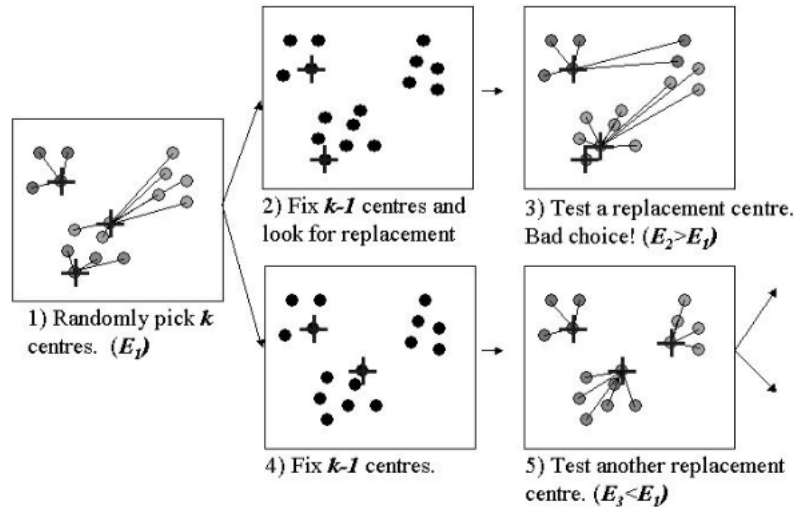 1) Randomly pick k
centres. (E1)
2) Fix k-1 centres and
look for replacement
3) Test a replacement centre.
Bad choice! (E2>E1)
4) Fix k-1 centres.
5) Test another replacement
centre. (E3<E1)